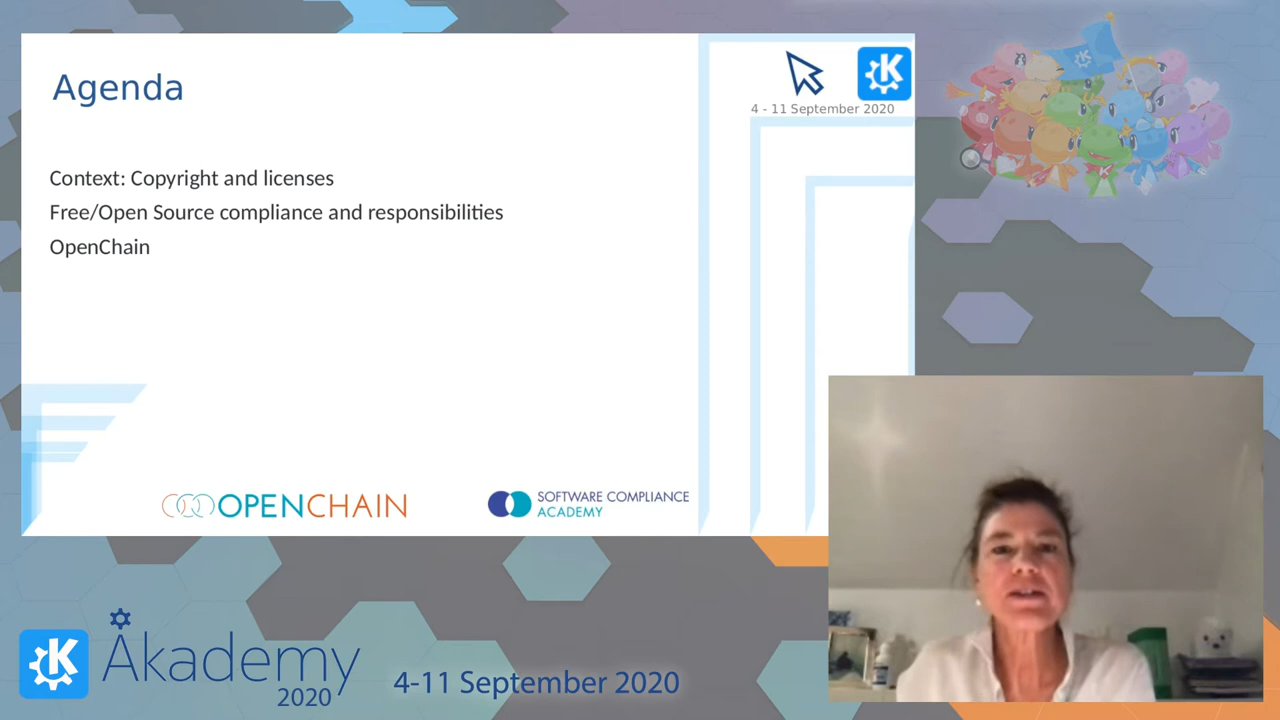 Agenda
4 - 11 September 2020
Context: Copyright and licenses
Free/Open Source compliance and responsibilities
OpenChain
OPENCHAIN
SOFTWARE COMPLIANCE
ACADEMY
Akademy
2020
4-11 September 2020